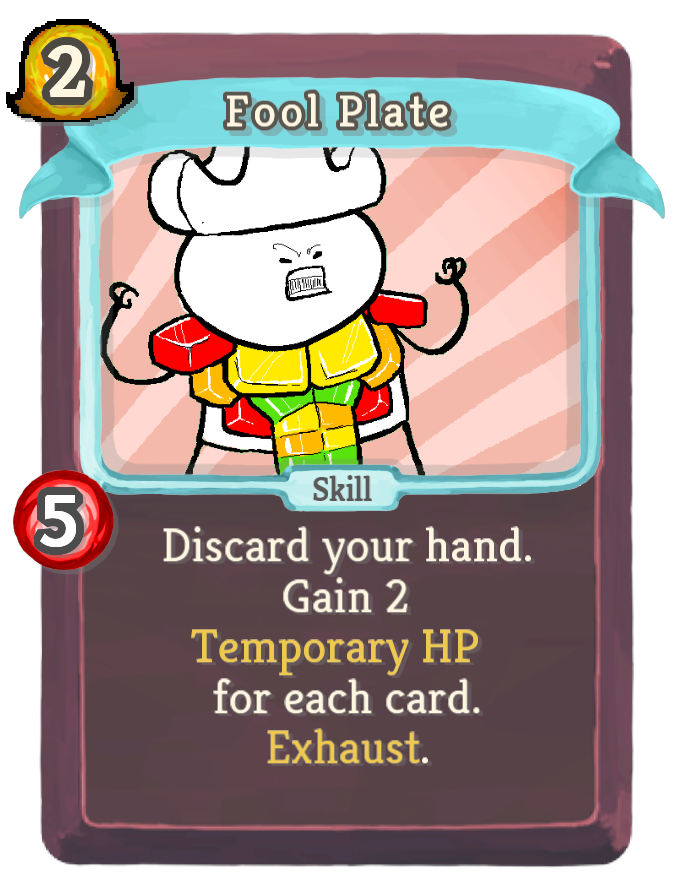 2
Fool Plate
Skill
5
Discard your hand.
Gain 2
Temporary HP
for each card.
Exhaust.